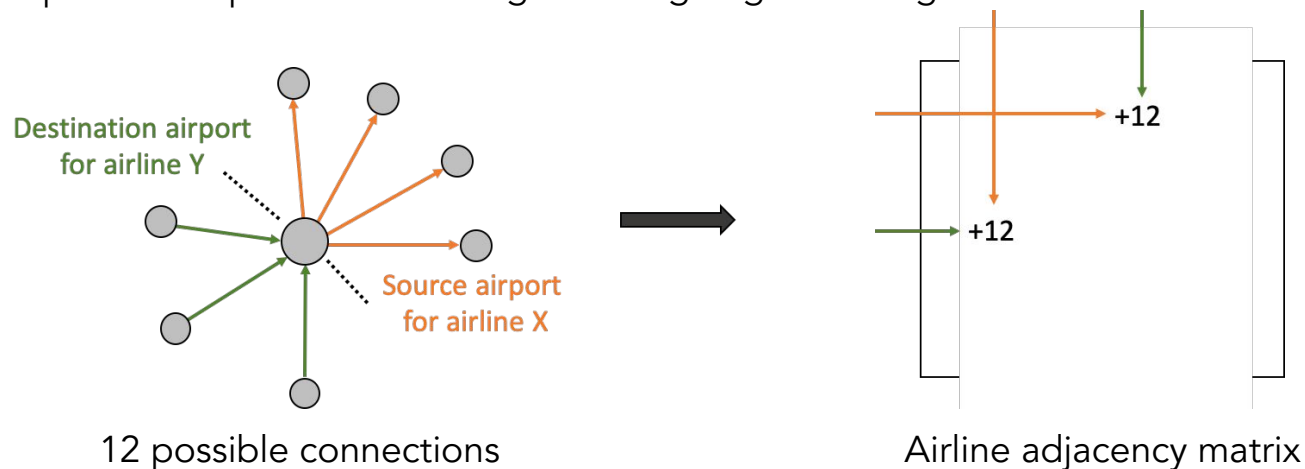 Destination airport
for airline Y
Source airport
for airline X
+12
+12
12 possible connections
Airline adjacency matrix